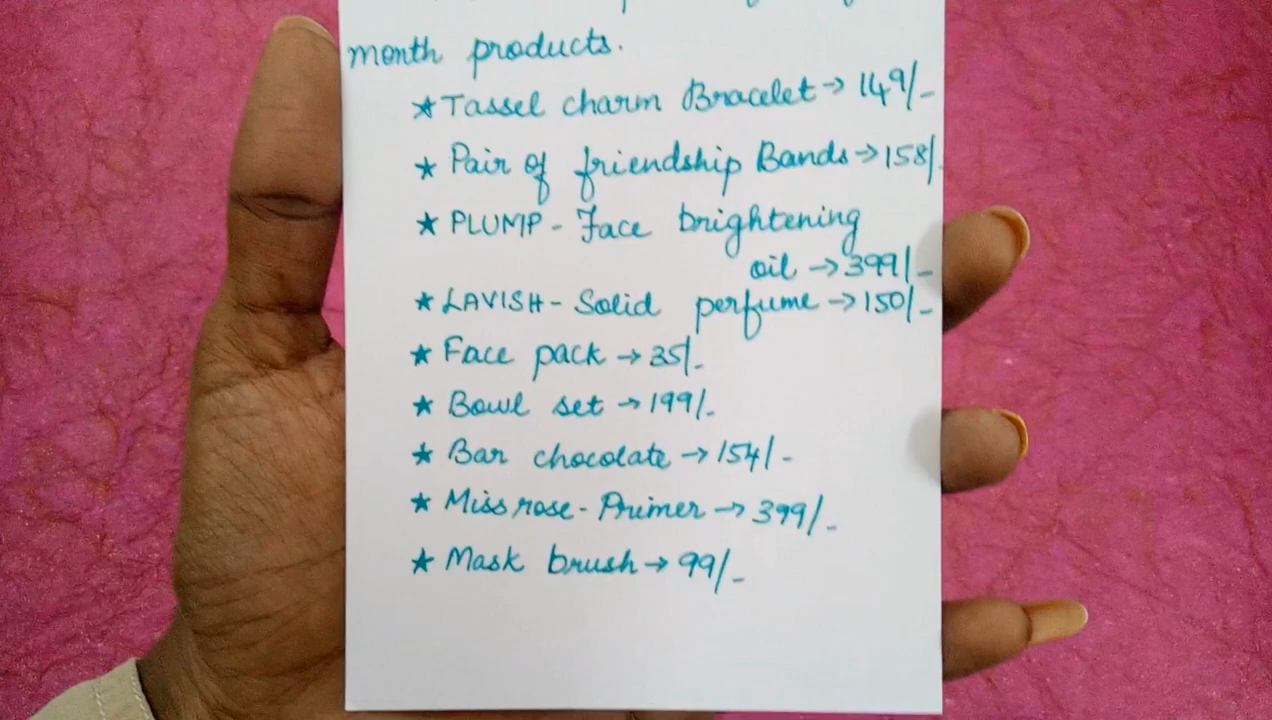 month products.
★ Tassel charm Bracelet → 149/-
★ Pair of friendship Bands → 158/-
★ PLUMP - Face brightening
oil → 399/-
★ LAVISH - Solid perfume → 150/-
★ Face pack → 35/-
★ Bowl set → 199/-
★ Bar chocolate → 154/-
★ Miss rose - Primer → 399/-
★ Mask brush → 99/-